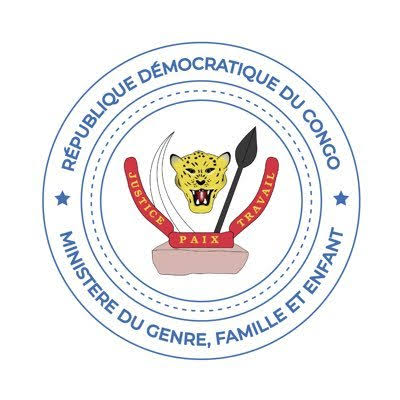 RÉPUBLIQUE DÉMOCRATIQUE DU CONGO
JUSTICE
PAIX
TRAVAIL
MINISTERE DU GENRE, FAMILLE ET ENFANT